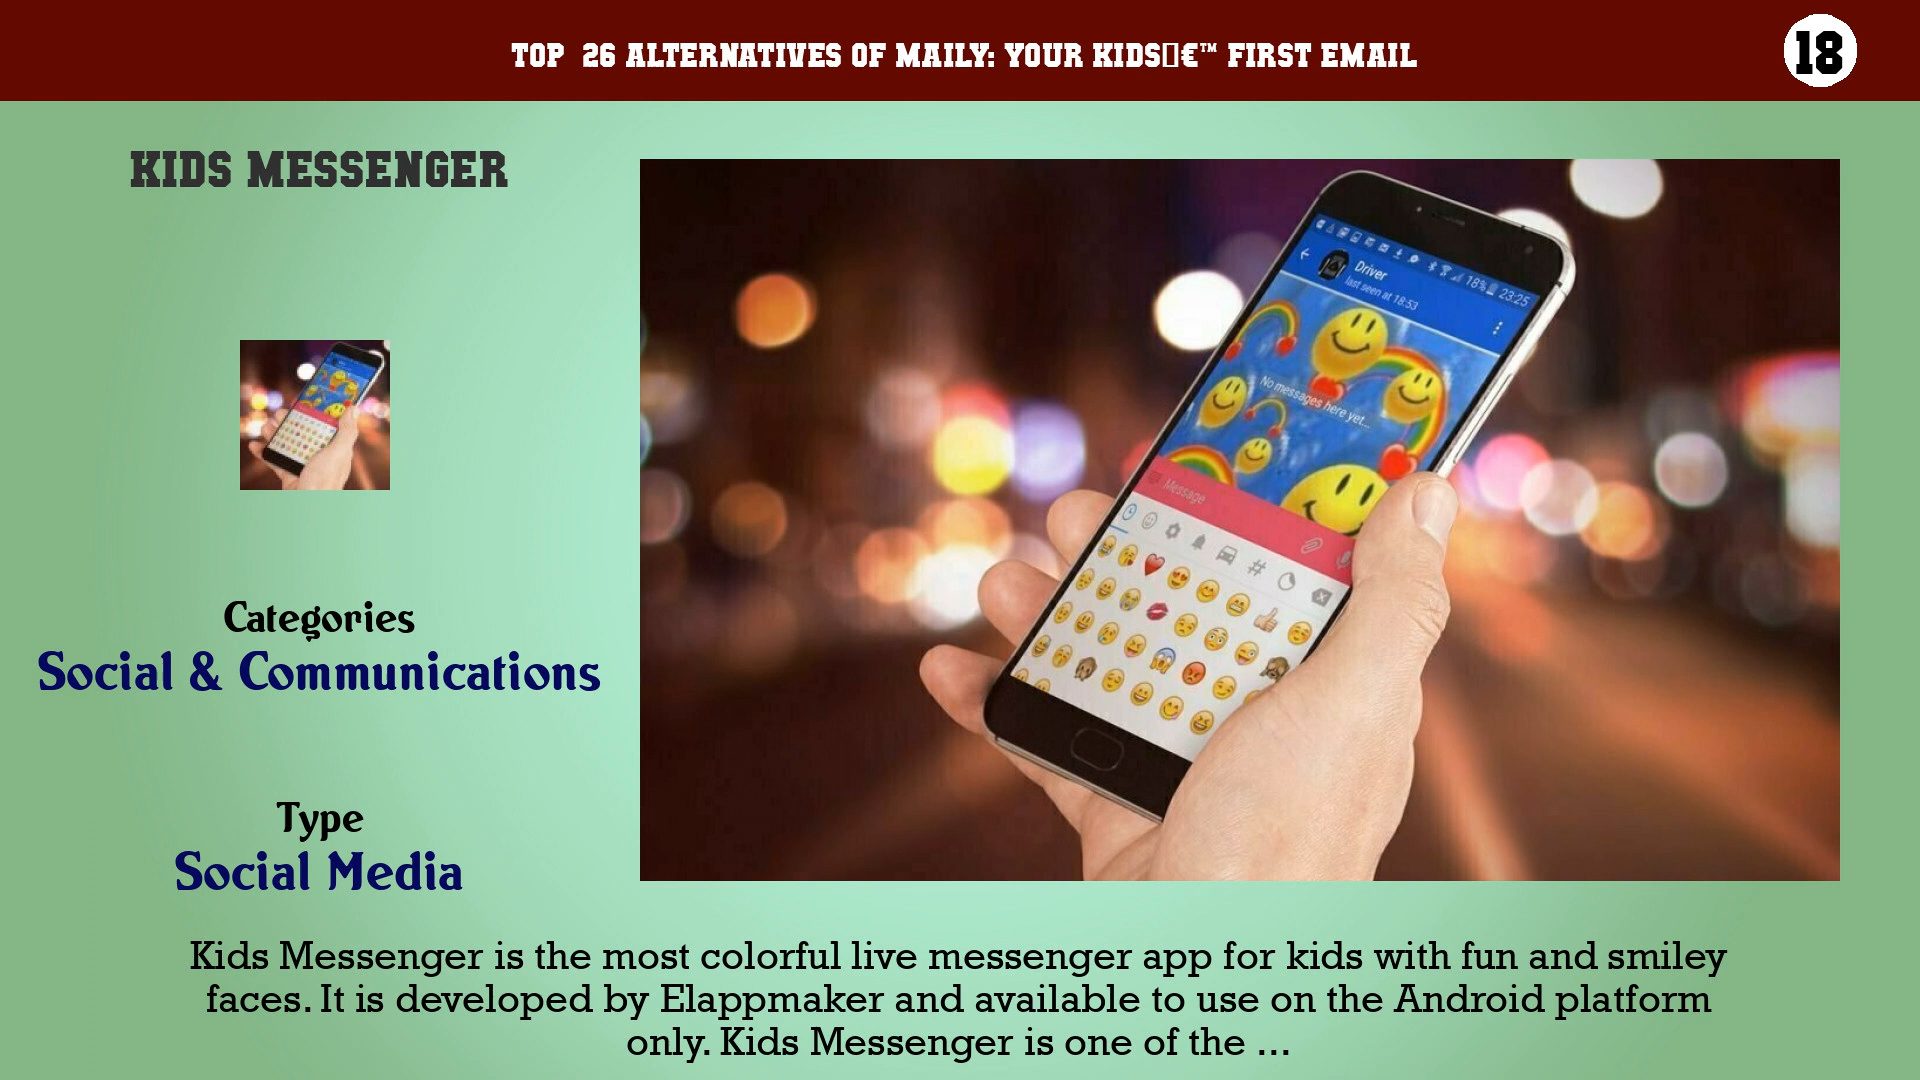 TOP 26 ALTERNATIVES OF MAILY: YOUR KIDS▯€™ FIRST EMAIL
18
KIDS MESSENGER
Driver
last seen at 18:53
18%
23:25
No messages here yet...
Message
Categories
Social & Communications
Type
Social Media
Kids Messenger is the most colorful live messenger app for kids with fun and smiley
faces. It is developed by Elappmaker and available to use on the Android platform
only. Kids Messenger is one of the ...